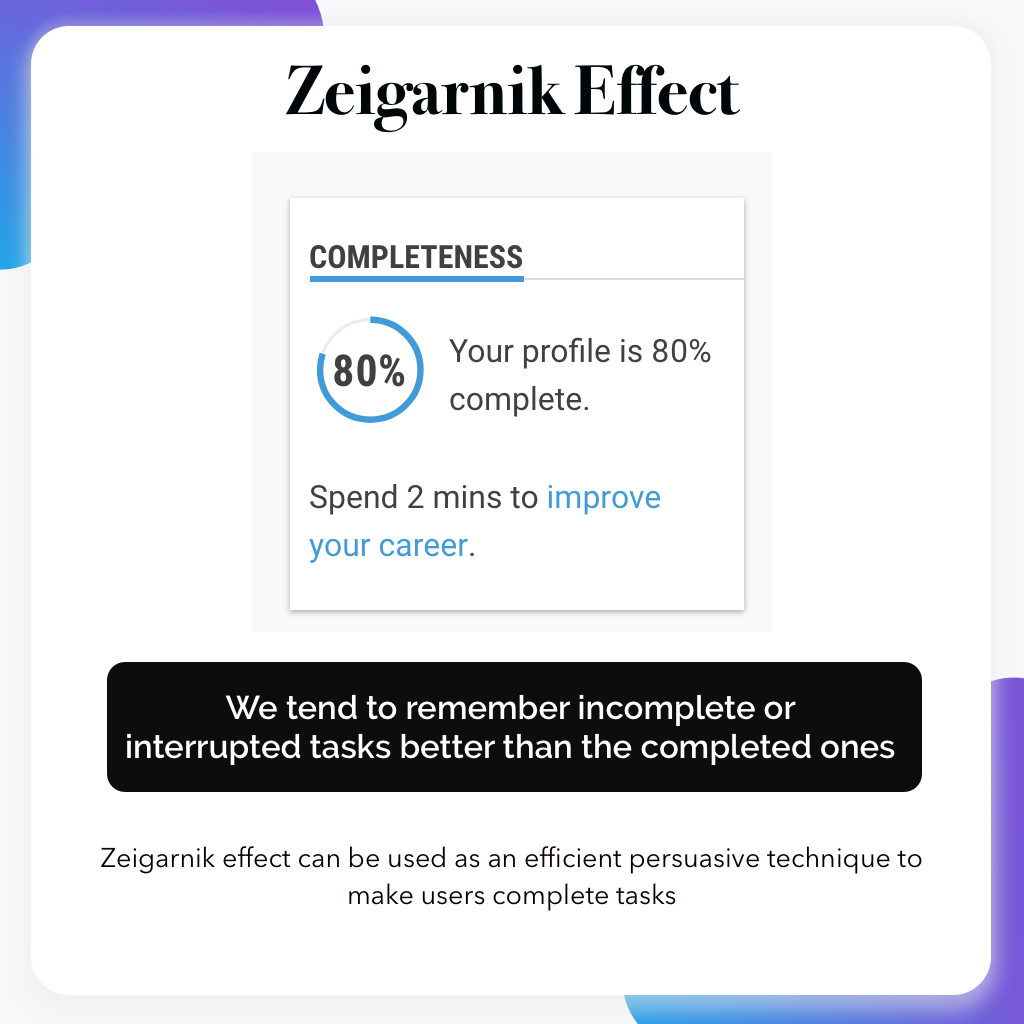 Zeigarnik Effect
COMPLETENESS
80%
Your profile is 80%
complete.
Spend 2 mins to improve
your career.
We tend to remember incomplete or
interrupted tasks better than the completed ones
Zeigarnik effect can be used as an efficient persuasive technique to
make users complete tasks